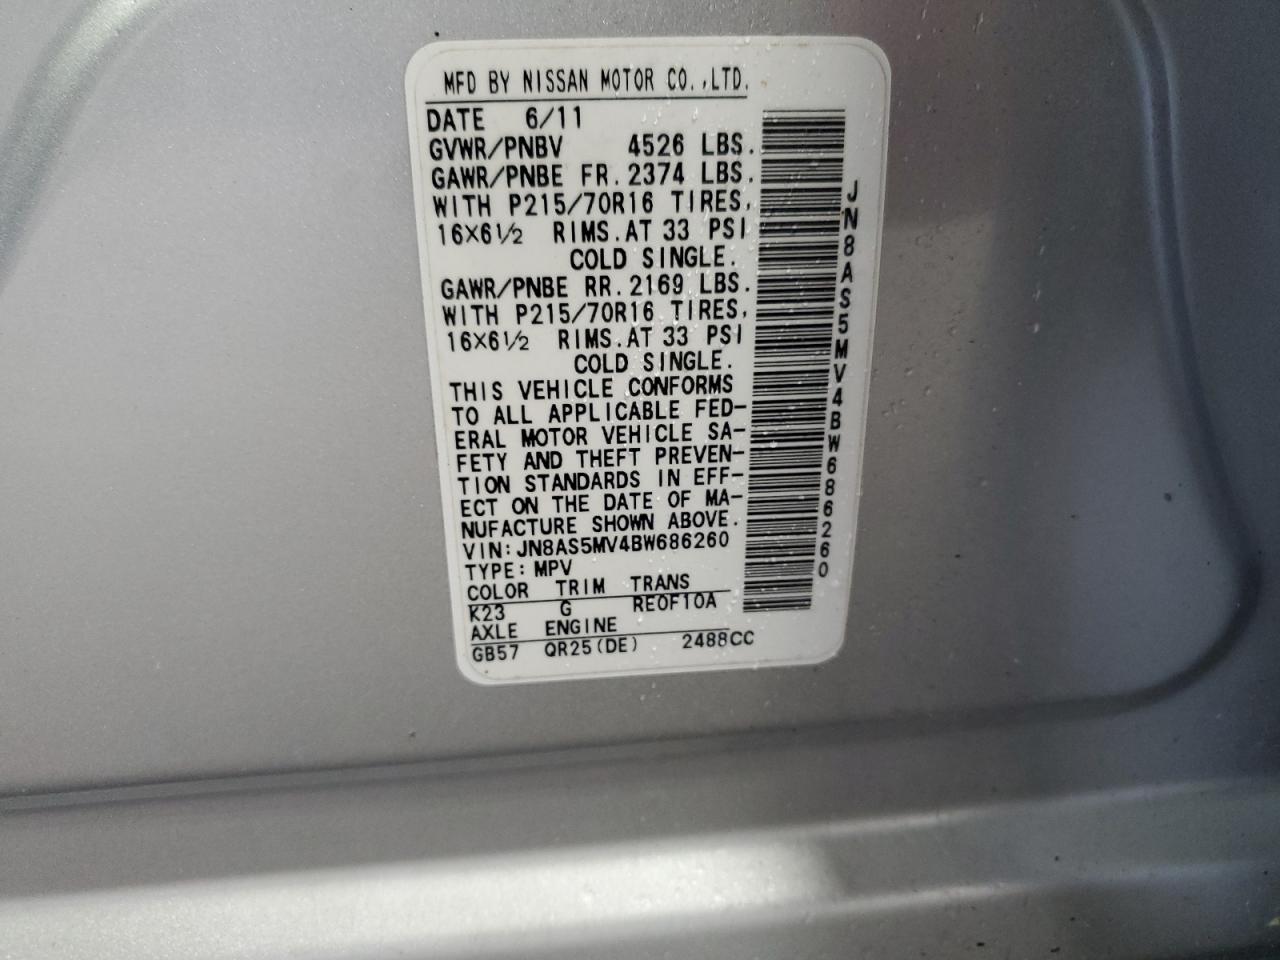 MFD BY NISSAN MOTOR CO.,LTD.
DATE 6/11
GVWR/PNBV 4526 LBS.
GAWR/PNBE FR. 2374 LBS.
WITH P215/70R16 TIRES,
16X6½ RIMS.AT 33 PSI
COLD SINGLE.
GAWR/PNBE RR. 2169 LBS.
WITH P215/70R16 TIRES,
16X6½ RIMS.AT 33 PSI
COLD SINGLE.
THIS VEHICLE CONFORMS
TO ALL APPLICABLE FED-
ERAL MOTOR VEHICLE SA-
FETY AND THEFT PREVEN-
TION STANDARDS IN EFF-
ECT ON THE DATE OF MA-
NUFACTURE SHOWN ABOVE.
VIN: JN8AS5MV4BW686260
TYPE: MPV
COLOR TRIM TRANS
K23 G RE0F10A
AXLE ENGINE
GB57 QR25(DE) 2488CC
JN8AS5MV4BW686260